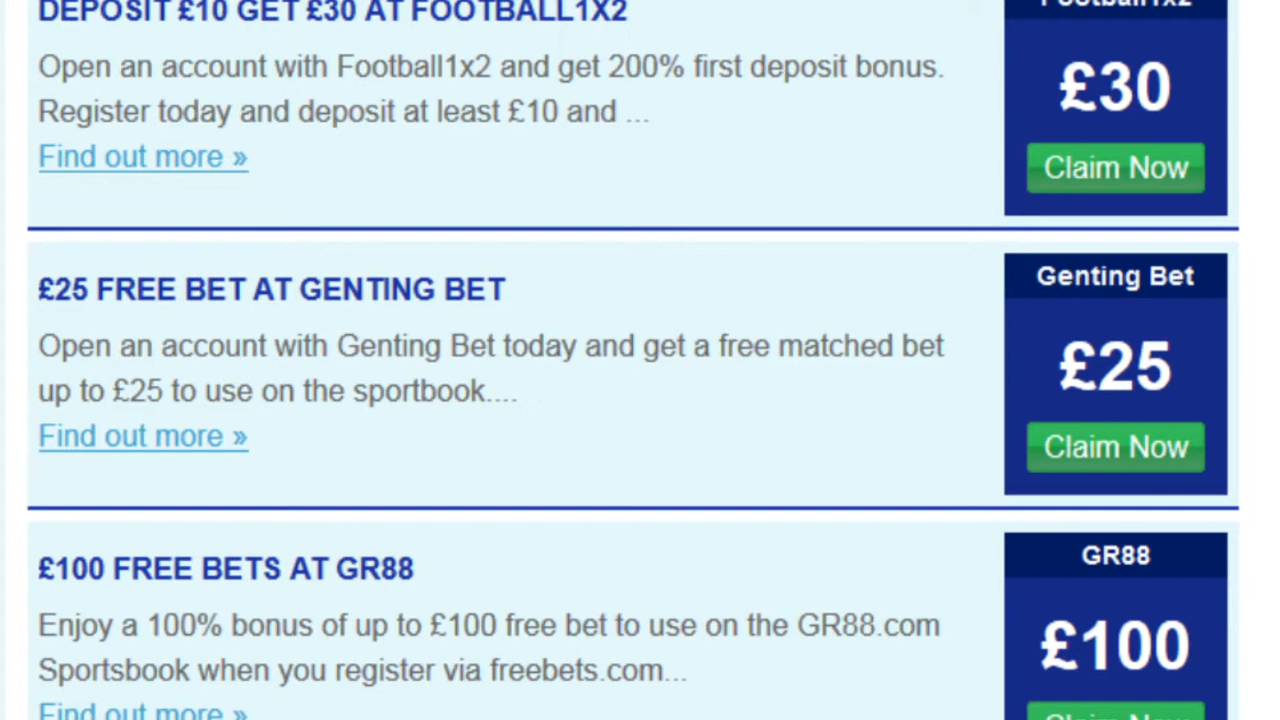 DEPOSIT £10 GET £30 AT FOOTBALL1X2
Open an account with Football1x2 and get 200% first deposit bonus.
Register today and deposit at least £10 and ...
Find out more »
Football1x2
£30
Claim Now
£25 FREE BET AT GENTING BET
Open an account with Genting Bet today and get a free matched bet
up to £25 to use on the sportbook....
Find out more »
Genting Bet
£25
Claim Now
£100 FREE BETS AT GR88
Enjoy a 100% bonus of up to £100 free bet to use on the GR88.com
Sportsbook when you register via freebets.com...
Find out more »
GR88
£100
Claim Now